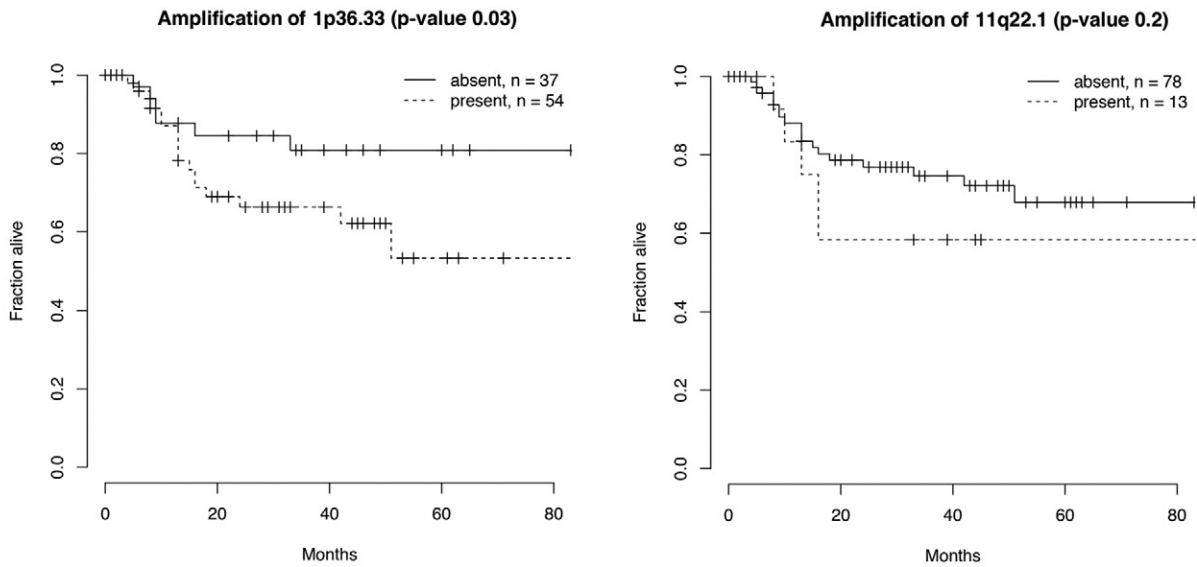 Amplification of 1p36.33 (p-value 0.03)
absent, n = 37
present, n = 54
Fraction alive
1.0
0.8
0.6
0.4
0.2
0.0
0 20 40 60 80
Months
Amplification of 11q22.1 (p-value 0.2)
absent, n = 78
present, n = 13
Fraction alive
1.0
0.8
0.6
0.4
0.2
0.0
0 20 40 60 80
Months